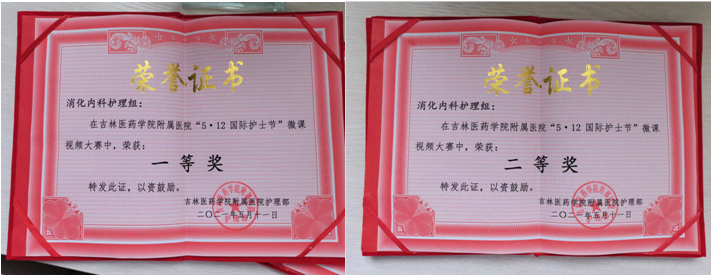 荣誉证书
消化内科护理组：
在吉林医药学院附属医院“5·12国际护士节”微课
视频大赛中，荣获：
一等奖
特发此证，以资鼓励。
吉林医药学院附属医院护理部
二〇二一年五月十一日
荣誉证书
消化内科护理组：
在吉林医药学院附属医院“5·12国际护士节”微课
视频大赛中，荣获：
二等奖
特发此证，以资鼓励。
吉林医药学院附属医院护理部
二〇二一年五月十一日